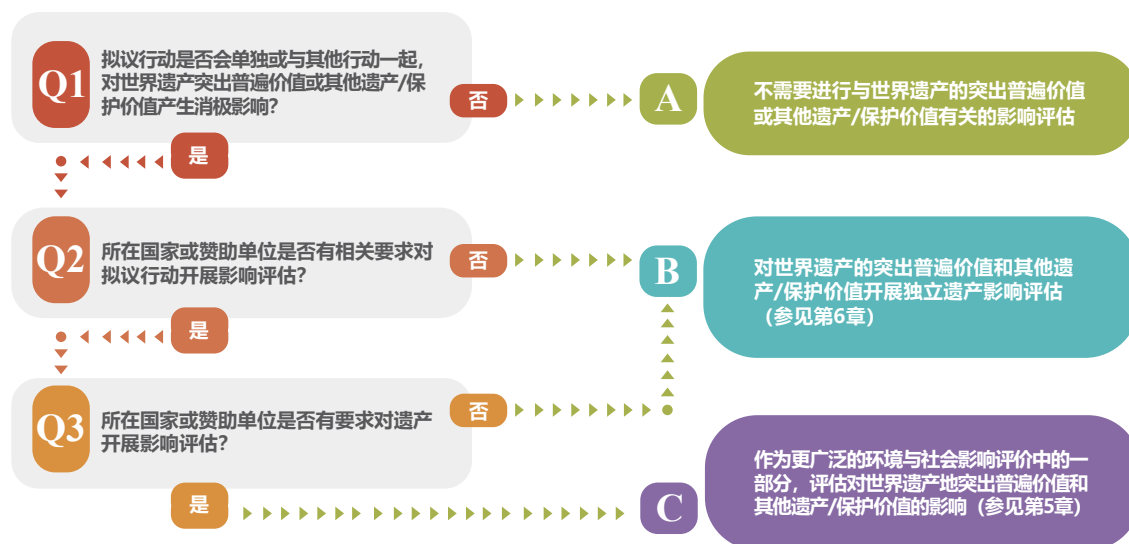 Q1
拟议行动是否会单独或与其他行动一起，
对世界遗产突出普遍价值或其他遗产/保
护价值产生消极影响？
否
A
不需要进行与世界遗产的突出普遍价值
或其他遗产/保护价值有关的影响评估
是
Q2
所在国家或赞助单位是否有相关要求对
拟议行动开展影响评估？
否
B
对世界遗产的突出普遍价值和其他遗
产/保护价值开展独立遗产影响评估
（参见第6章）
是
Q3
所在国家或赞助单位是否有要求对遗产
开展影响评估？
否
是
C
作为更广泛的环境与社会影响评价中的一
部分，评估对世界遗产地突出普遍价值和
其他遗产/保护价值的影响（参见第5章）